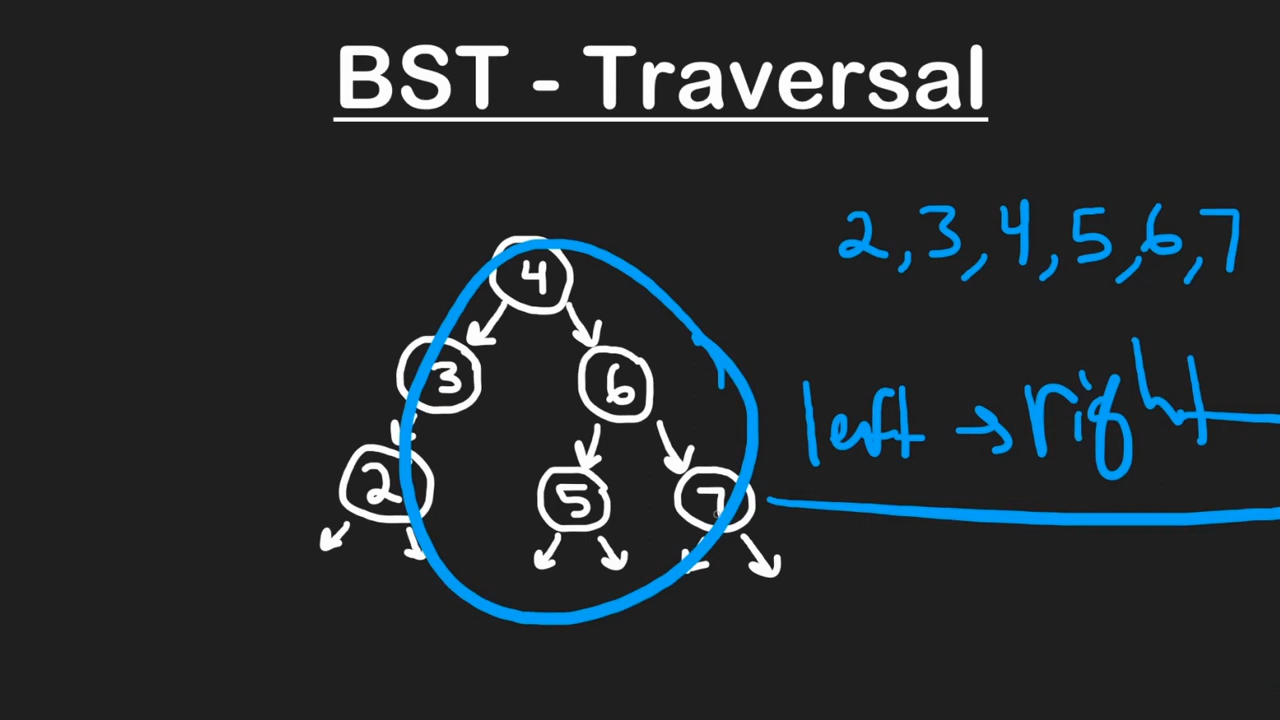 BST - Traversal
2,3,4,5,6,7
4
3 6
left → right
2 5 7